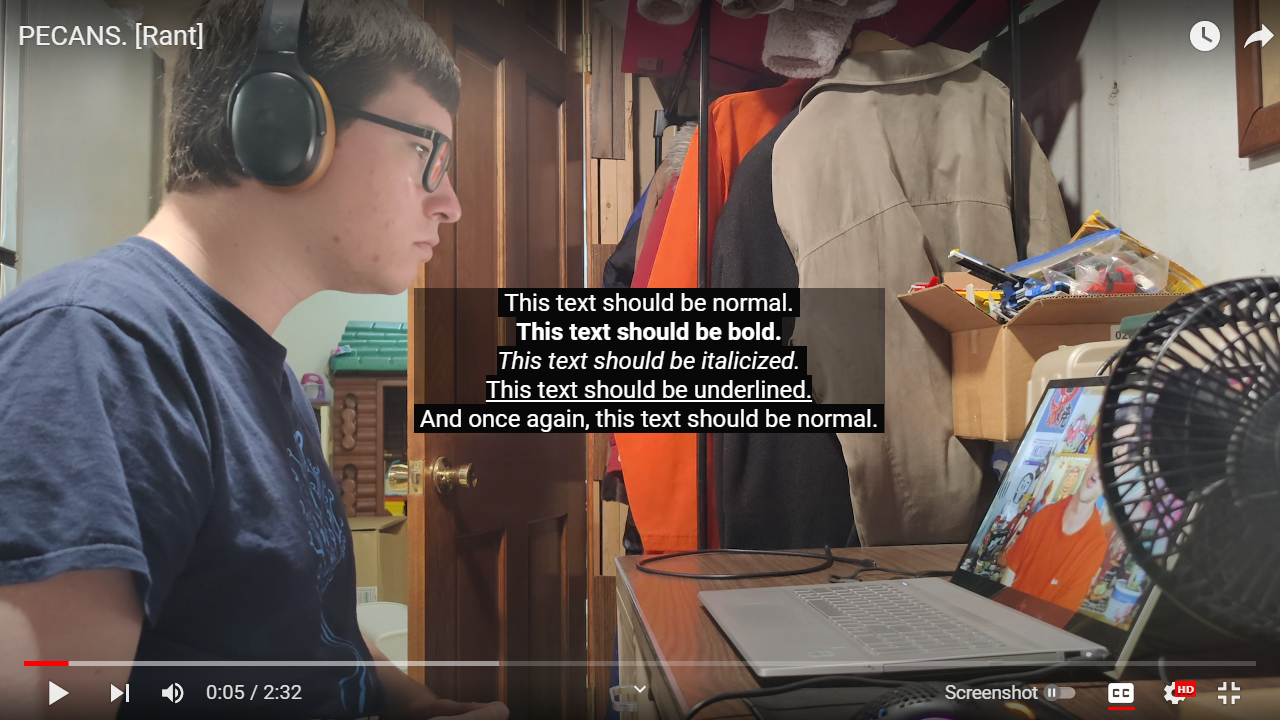 PECANS. [Rant]
This text should be normal.
This text should be bold.
This text should be italicized.
This text should be underlined.
And once again, this text should be normal.
0:05 / 2:32
Screenshot
CC
HD